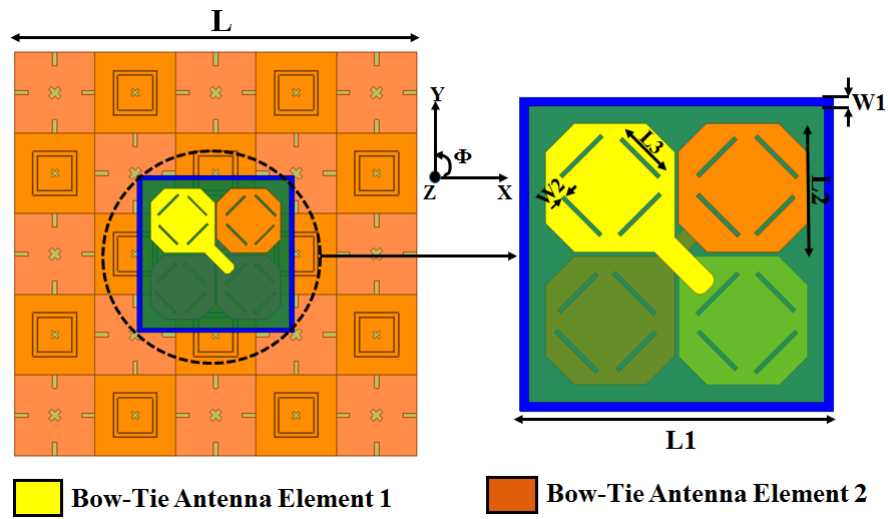 L
Y
Φ
Z
X
W1
L3
W2
L2
L1
Bow-Tie Antenna Element 1
Bow-Tie Antenna Element 2